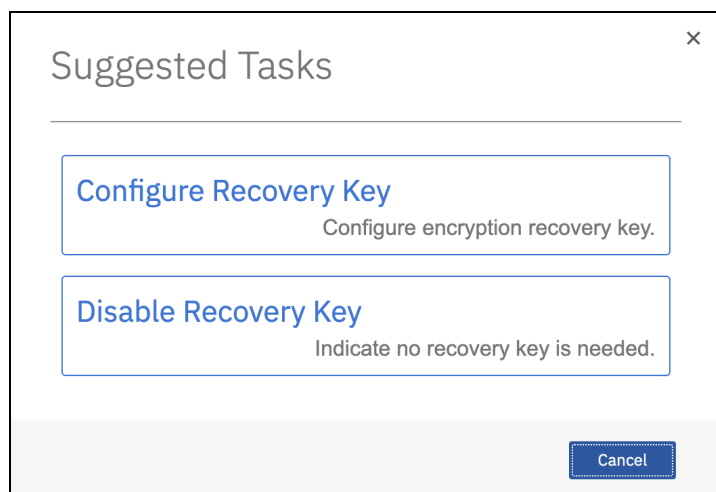 Suggested Tasks
Configure Recovery Key
Configure encryption recovery key.
Disable Recovery Key
Indicate no recovery key is needed.
Cancel